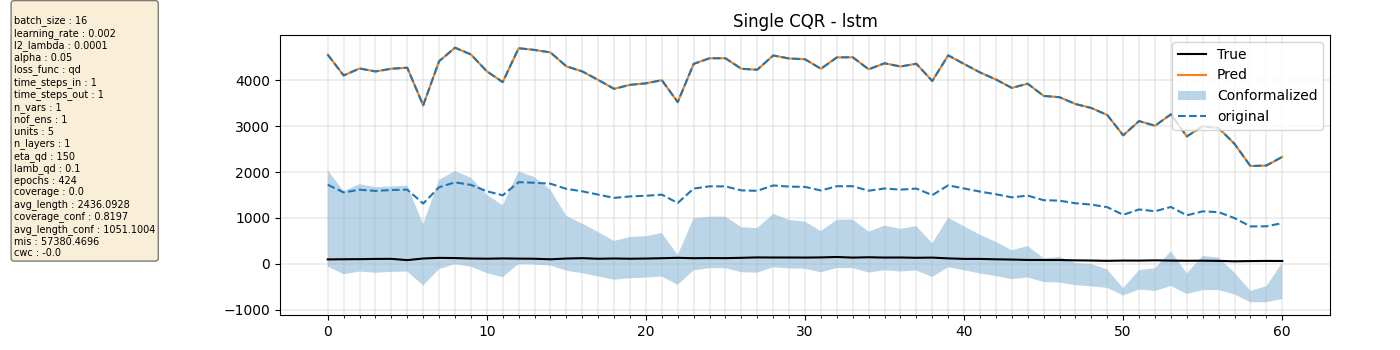 batch_size : 16
learning_rate : 0.002
l2_lambda : 0.0001
alpha : 0.05
loss_func : qd
time_steps_in : 1
time_steps_out : 1
n_vars : 1
nof_ens : 1
units : 5
n_layers : 1
eta_qd : 150
lamb_qd : 0.1
epochs : 424
coverage : 0.0
avg_length : 2436.0928
coverage_conf : 0.8197
avg_length_conf : 1051.1004
mis : 57380.4696
cwc : -0.0
Single CQR - lstm
True
Pred
Conformalized
original
4000
3000
2000
1000
0
−1000
0 10 20 30 40 50 60